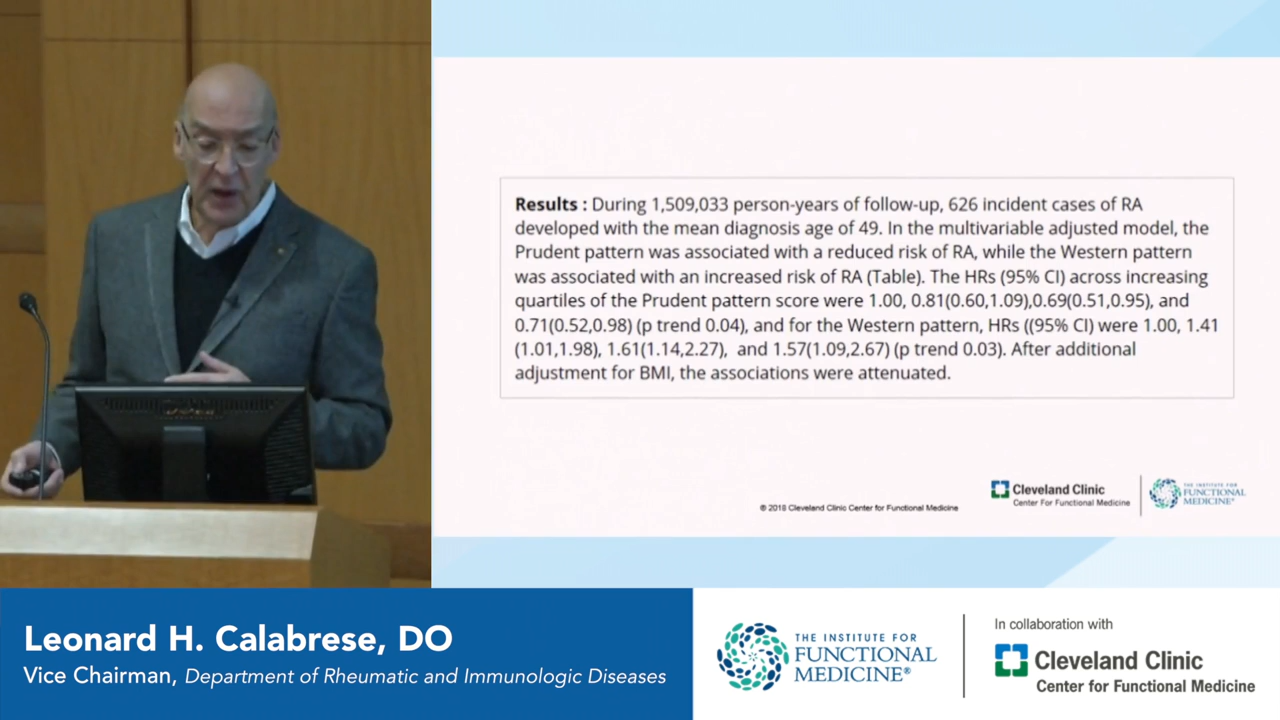 Results : During 1,509,033 person-years of follow-up, 626 incident cases of RA
developed with the mean diagnosis age of 49. In the multivariable adjusted model, the
Prudent pattern was associated with a reduced risk of RA, while the Western pattern
was associated with an increased risk of RA (Table). The HRs (95% CI) across increasing
quartiles of the Prudent pattern score were 1.00, 0.81(0.60,1.09),0.69(0.51,0.95), and
0.71(0.52,0.98) (p trend 0.04), and for the Western pattern, HRs ((95% CI) were 1.00, 1.41
(1.01,1.98), 1.61(1.14,2.27), and 1.57(1.09,2.67) (p trend 0.03). After additional
adjustment for BMI, the associations were attenuated.
Cleveland Clinic
Center For Functional Medicine
THE INSTITUTE FOR
FUNCTIONAL
MEDICINE®
© 2018 Cleveland Clinic Center for Functional Medicine
Leonard H. Calabrese, DO
Vice Chairman, Department of Rheumatic and Immunologic Diseases
THE INSTITUTE FOR
FUNCTIONAL
MEDICINE®
In collaboration with
Cleveland Clinic
Center for Functional Medicine